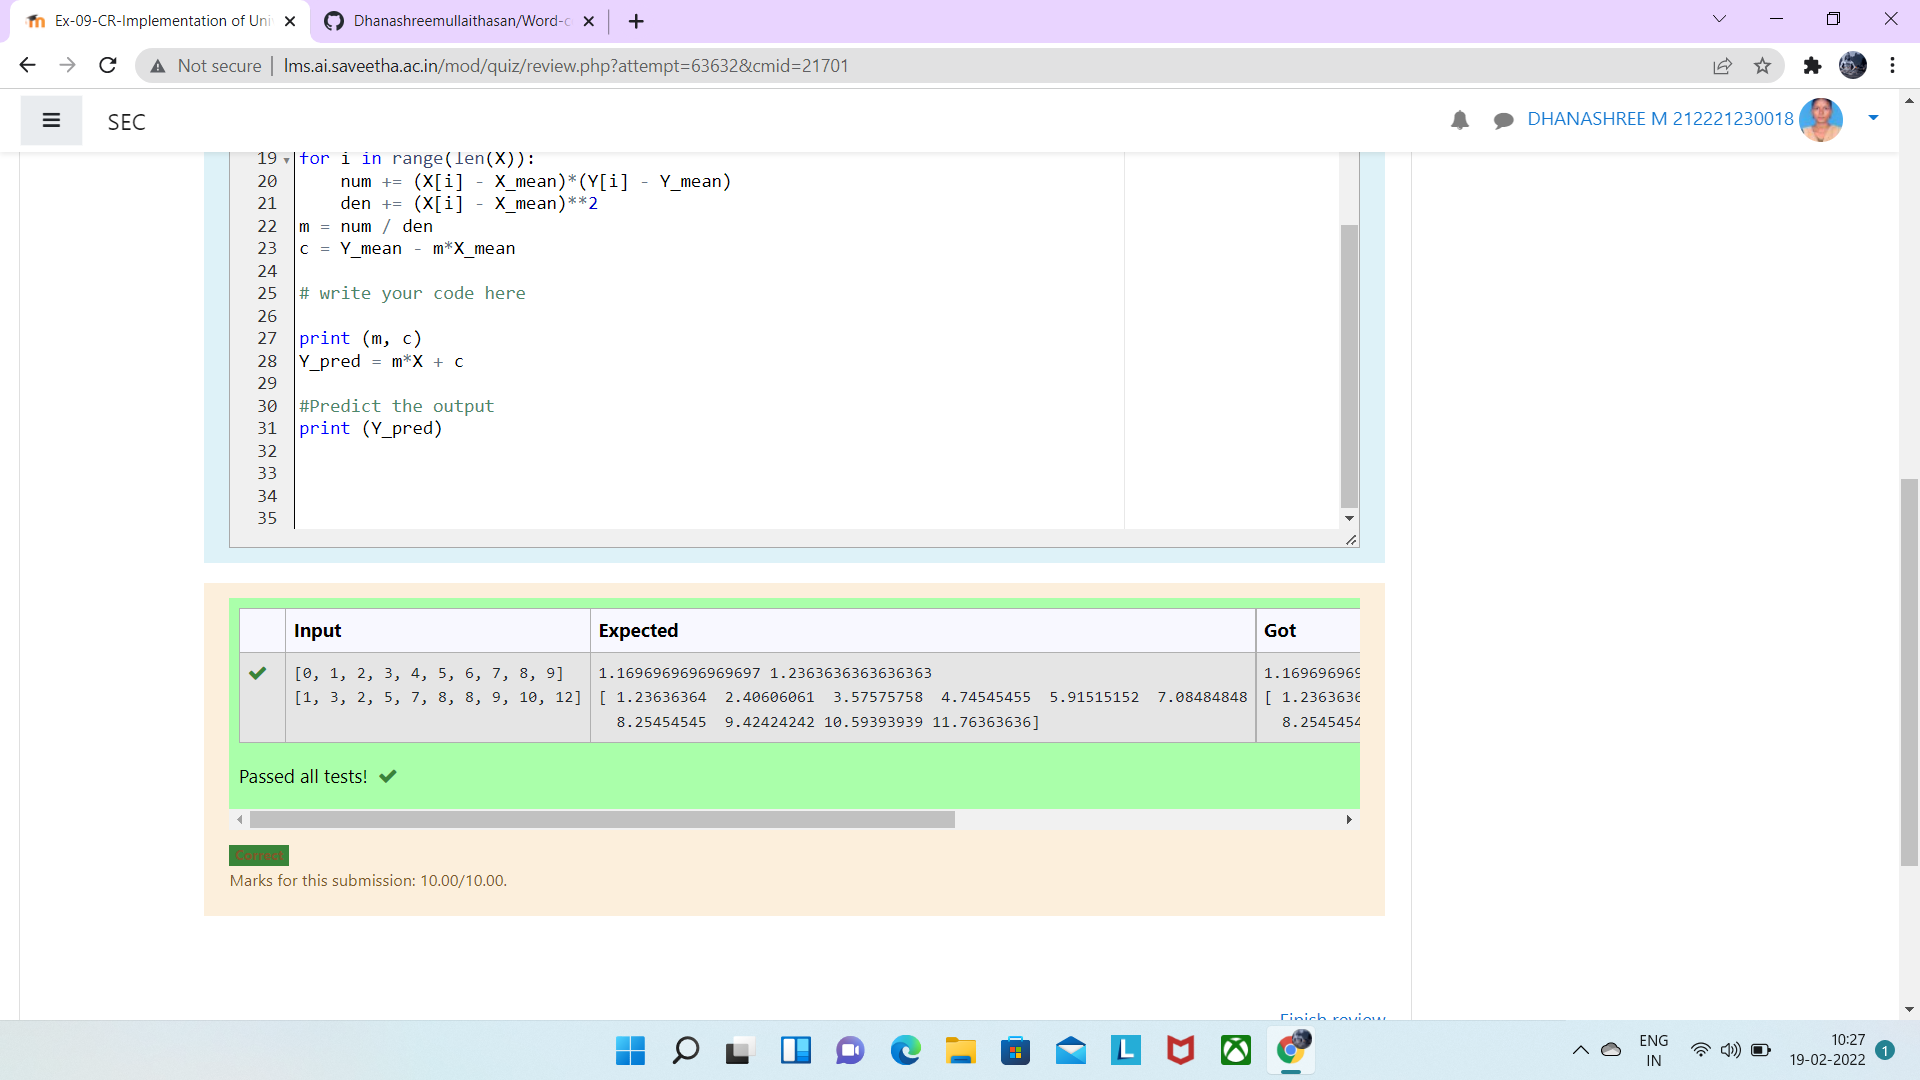 Ex-09-CR-Implementation of Uni
Dhanashreemullaithasan/Word-c
Not secure
lms.ai.saveetha.ac.in/mod/quiz/review.php?attempt=63632&cmid=21701
SEC
DHANASHREE M 212221230018
19 for i in range(len(X)):
20 num += (X[i] - X_mean)*(Y[i] - Y_mean)
21 den += (X[i] - X_mean)**2
22 m = num / den
23 c = Y_mean - m*X_mean
24
25 # write your code here
26
27 print (m, c)
28 Y_pred = m*X + c
29
30 #Predict the output
31 print (Y_pred)
32
33
34
35
Input Expected Got
[0, 1, 2, 3, 4, 5, 6, 7, 8, 9] 1.1696969696969697 1.2363636363636363 1.169696969
[1, 3, 2, 5, 7, 8, 8, 9, 10, 12] [ 1.23636364 2.40606061 3.57575758 4.74545455 5.91515152 7.08484848 [ 1.2363636
8.25454545 9.42424242 10.59393939 11.76363636] 8.2545454
Passed all tests!
Correct
Marks for this submission: 10.00/10.00.
Finish review
ENG
IN
10:27
19-02-2022
1